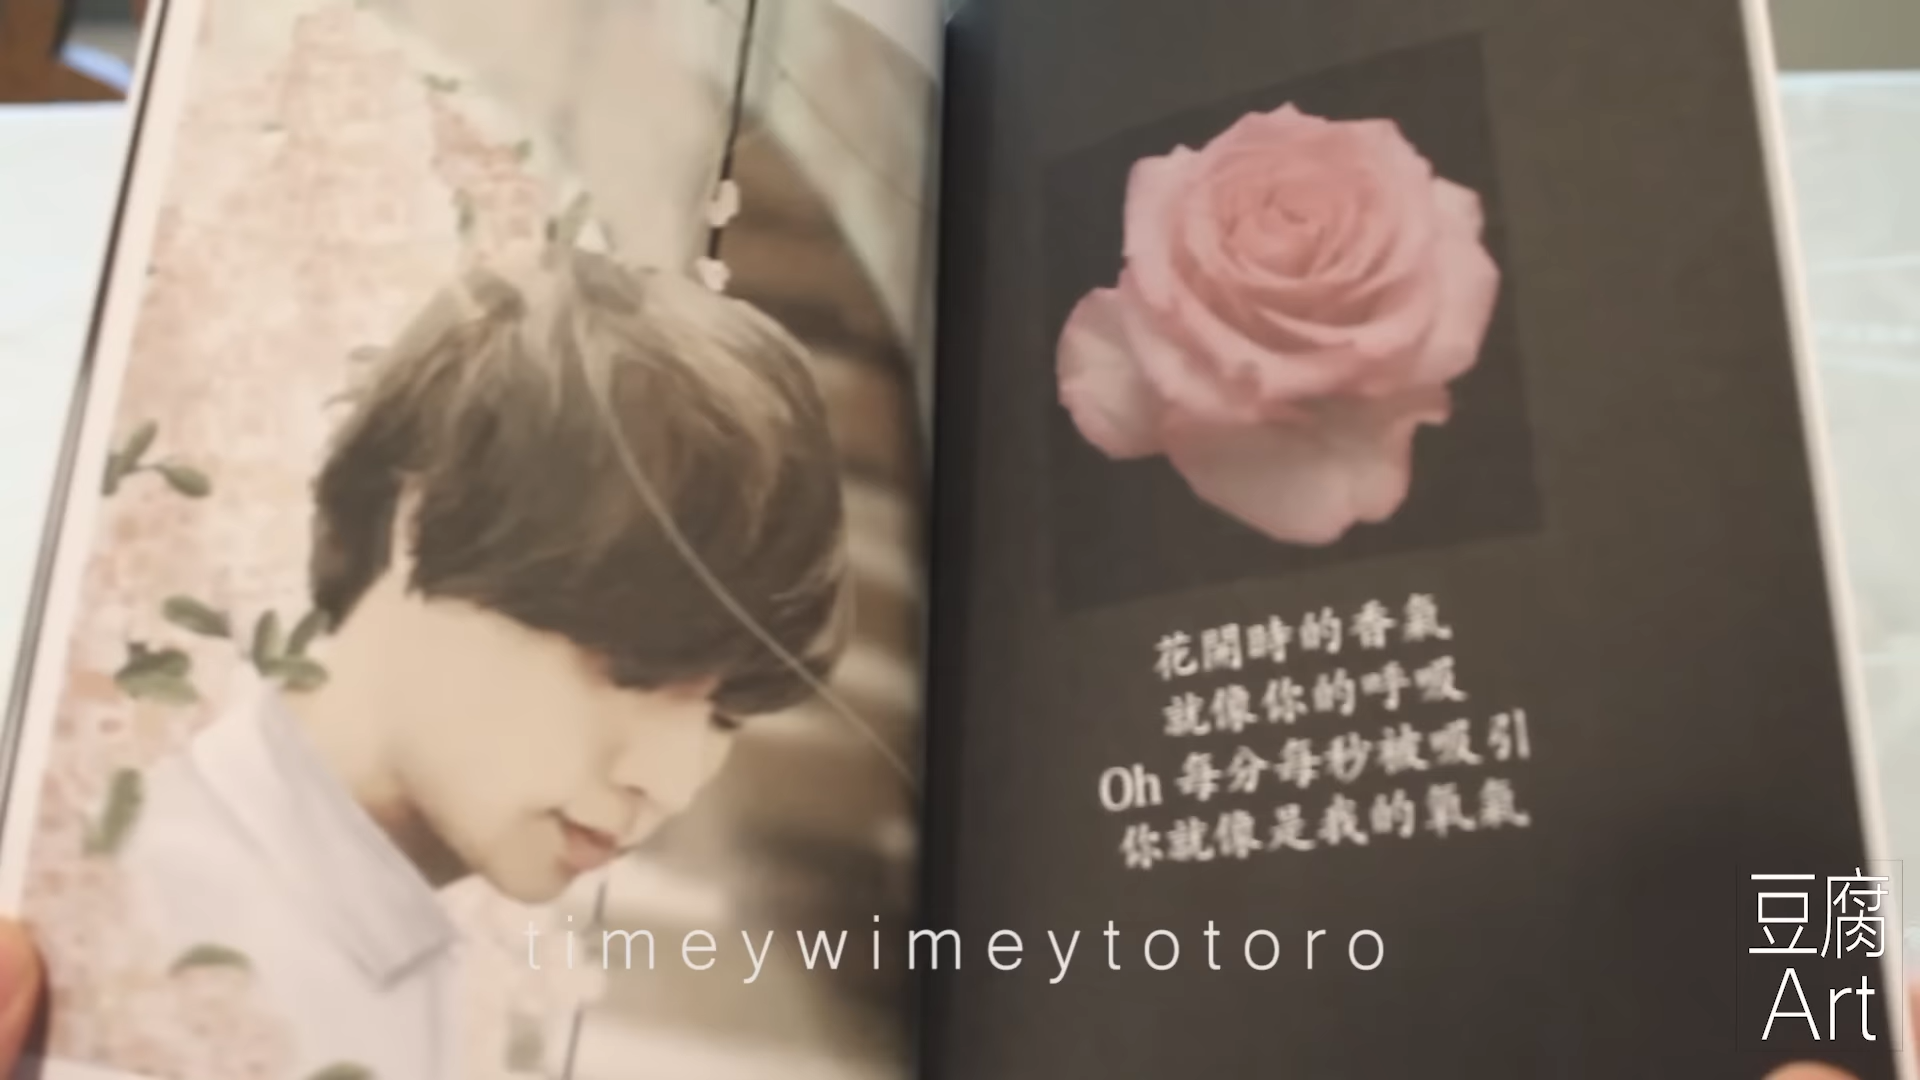 花開時的香氣
就像你的呼吸
Oh 每分每秒被吸引
你就像是我的氧氣
timeywimeytotoro
豆腐
Art